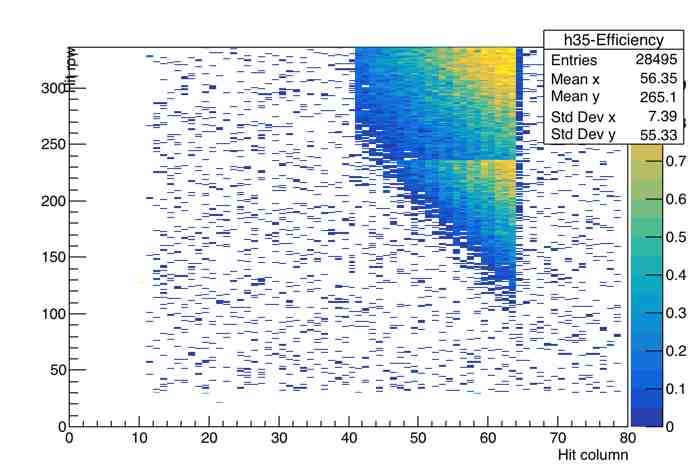 h35-Efficiency
Entries 28495
Mean x 56.35
Mean y 265.1
Std Dev x 7.39
Std Dev y 55.33
300
250
200
150
100
50
0
0 10 20 30 40 50 60 70 80
Hit column
0.7
0.6
0.5
0.4
0.3
0.2
0.1
0